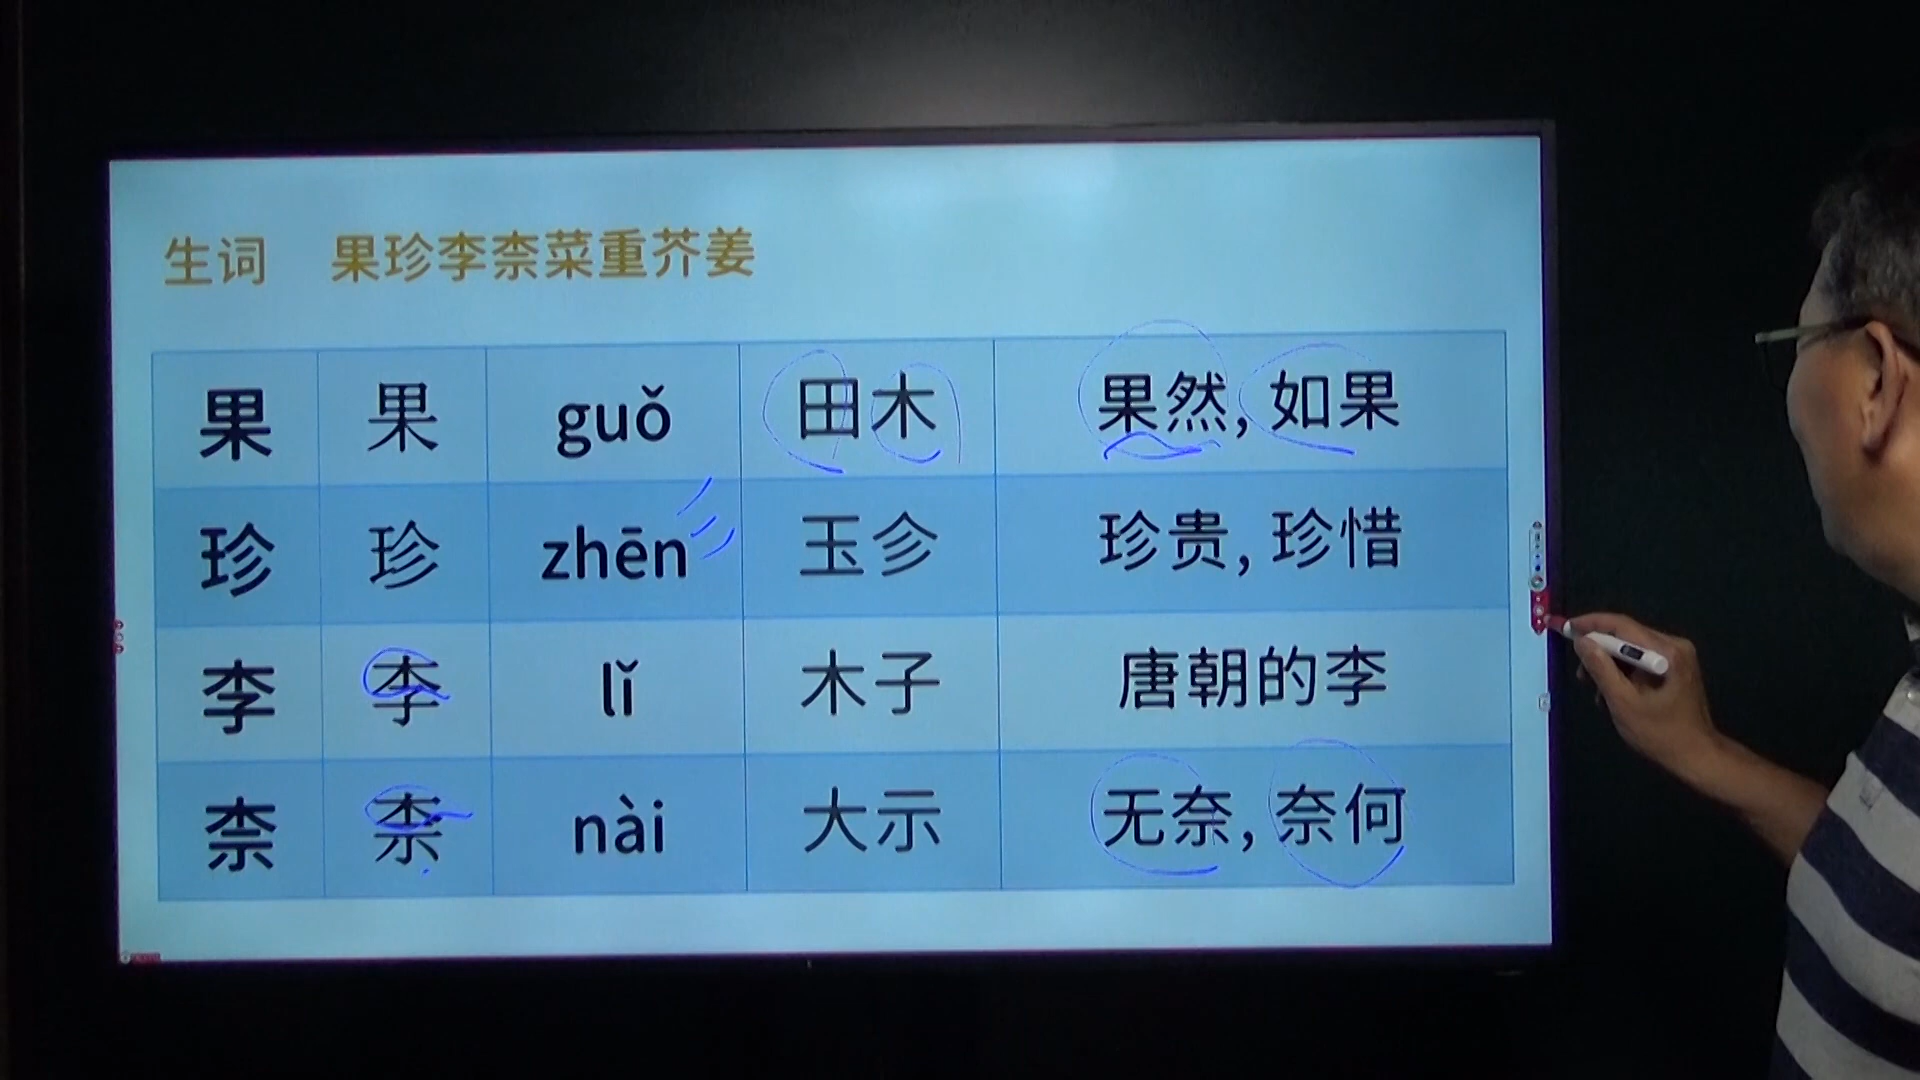 生词 果珍李柰菜重芥姜
果 果 guǒ 田木 果然, 如果
珍 珍 zhēn 玉㐱 珍贵, 珍惜
李 李 lǐ 木子 唐朝的李
柰 柰 nài 大示 无奈, 奈何